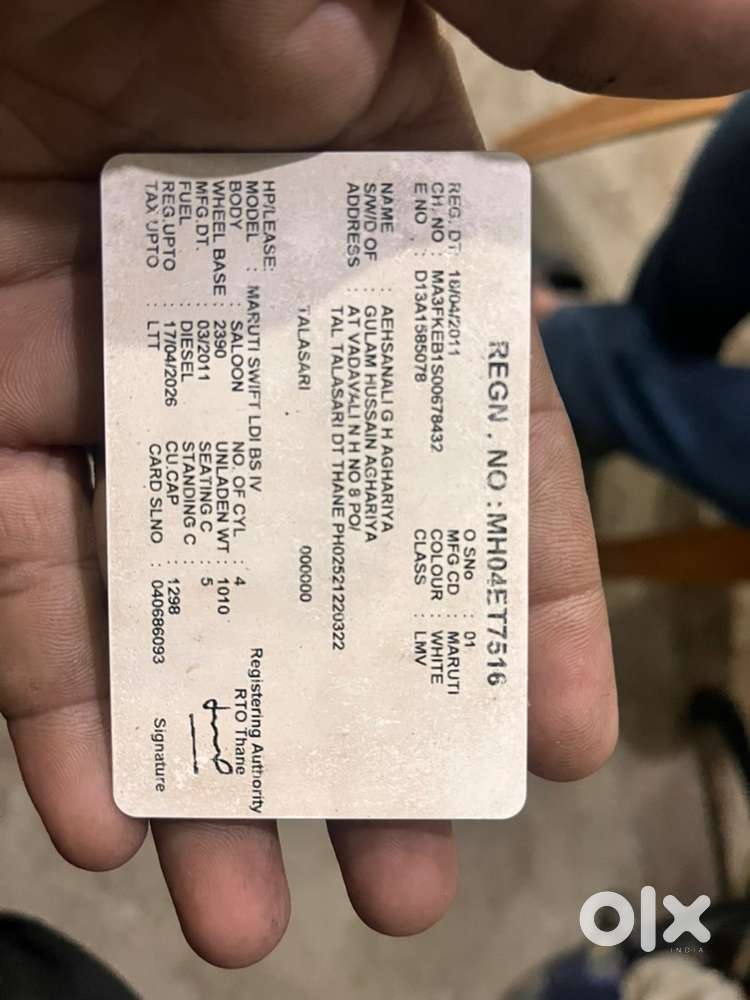 REGN . NO : MH04ET7516
REG. DT : 18/04/2011 O SNo : 01
CH. NO : MA3FKEB1S00678432 MFG CD : MARUTI
E NO : D13A1585078 COLOUR : WHITE
CLASS : LMV
NAME : AEHSANALI G H AGHARIYA
S/W/D OF : GULAM HUSSAIN AGHARIYA
ADDRESS : AT VADAVALI N H NO 8 PO/
TAL TALASARI DT THANE PH02521220322
TALASARI 000000
HP/LEASE:
MODEL : MARUTI SWIFT LDI BS IV
BODY : SALOON NO. OF CYL : 4
WHEEL BASE : 2390 UNLADEN WT : 1010
MFG.DT. : 03/2011 SEATING C : 5
FUEL : DIESEL STANDING C :
REG.UPTO : 17/04/2026 CU.CAP : 1298
TAX UPTO : LTT CARD SLNO : 040686093
Registering Authority
RTO Thane
Signature
olx
INDIA